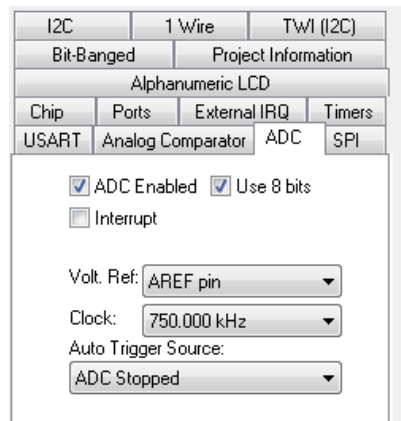 I2C 1 Wire TWI (I2C)
Bit-Banged Project Information
Alphanumeric LCD
Chip Ports External IRQ Timers
USART Analog Comparator ADC SPI
ADC Enabled Use 8 bits
Interrupt
Volt. Ref: AREF pin
Clock: 750.000 kHz
Auto Trigger Source:
ADC Stopped